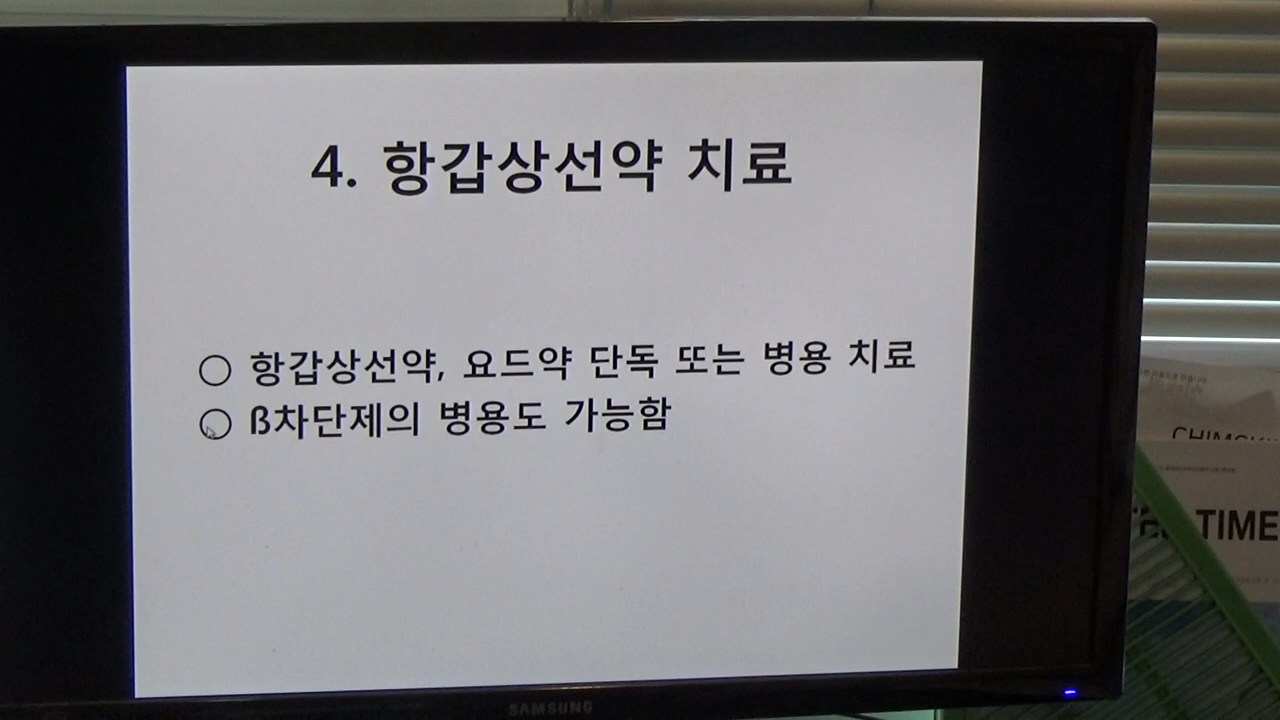 4. 항갑상선약 치료
○ 항갑상선약, 요드약 단독 또는 병용 치료
○ ß차단제의 병용도 가능함
SAMSUNG
TIME